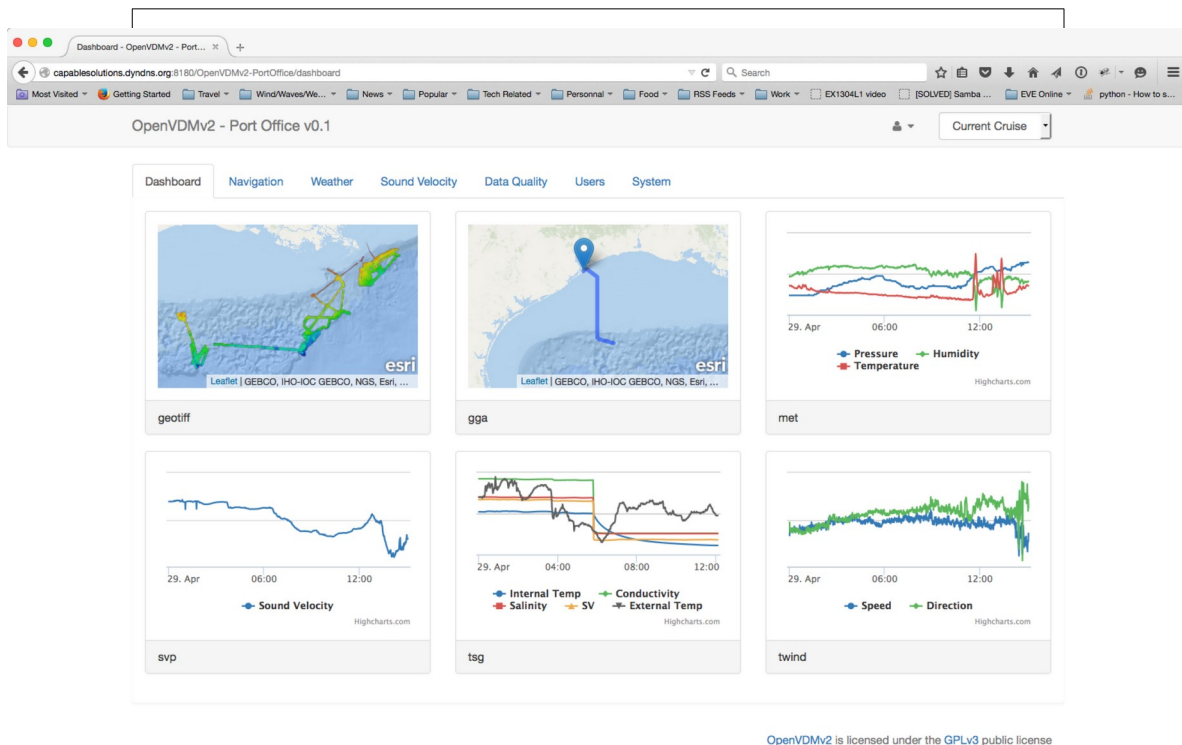 Dashboard - OpenVDMv2 - Port... × +
capablesolutions.dyndns.org:8180/OpenVDMv2-PortOffice/dashboard Search
Most Visited Getting Started Travel Wind/Waves/We... News Popular Tech Related Personnal Food RSS Feeds Work EX1304L1 video [SOLVED] Samba ... EVE Online python - How to s...
OpenVDMv2 - Port Office v0.1 Current Cruise
Dashboard Navigation Weather Sound Velocity Data Quality Users System
esri
Leaflet | GEBCO, IHO-IOC GEBCO, NGS, Esri, ...
geotiff
esri
Leaflet | GEBCO, IHO-IOC GEBCO, NGS, Esri, ...
gga
29. Apr 06:00 12:00
Pressure Humidity
Temperature
Highcharts.com
met
29. Apr 06:00 12:00
Sound Velocity
Highcharts.com
svp
29. Apr 04:00 08:00 12:00
Internal Temp Conductivity
Salinity SV External Temp
Highcharts.com
tsg
29. Apr 06:00 12:00
Speed Direction
Highcharts.com
twind
OpenVDMv2 is licensed under the GPLv3 public license